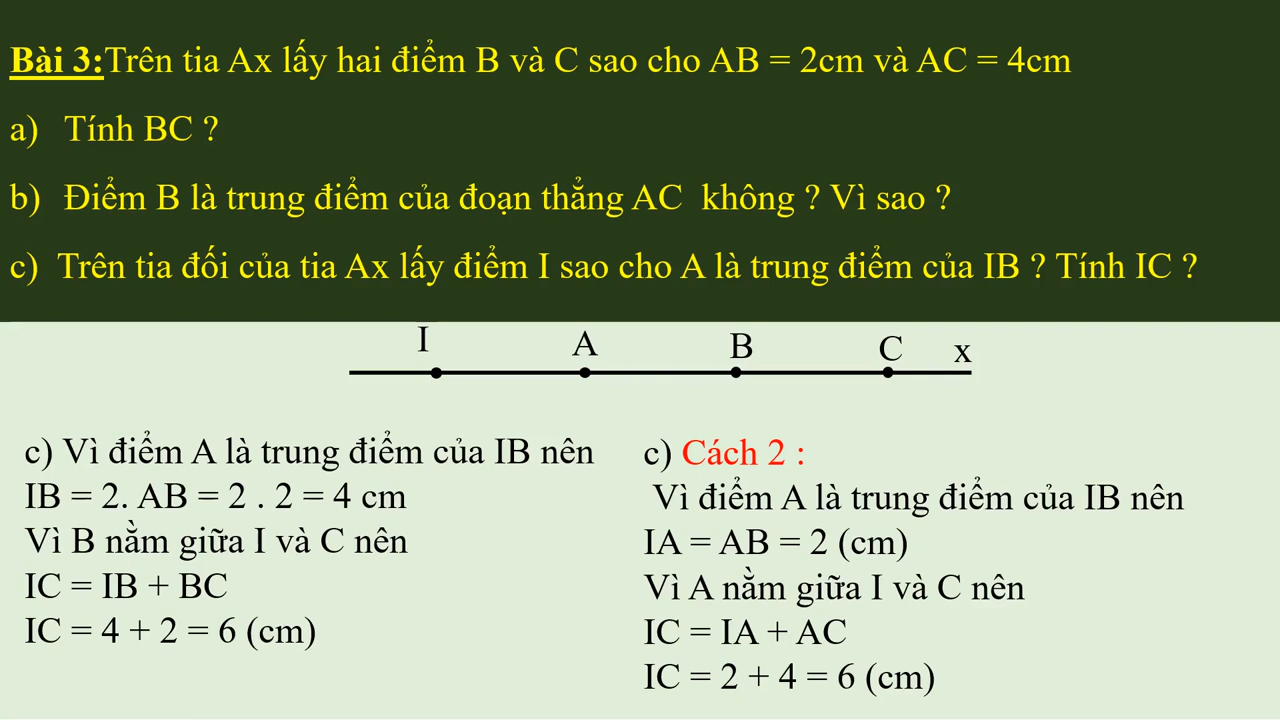 Bài 3:Trên tia Ax lấy hai điểm B và C sao cho AB = 2cm và AC = 4cm
a) Tính BC ?
b) Điểm B là trung điểm của đoạn thẳng AC không ? Vì sao ?
c) Trên tia đối của tia Ax lấy điểm I sao cho A là trung điểm của IB ? Tính IC ?
I A B C x
c) Vì điểm A là trung điểm của IB nên
IB = 2. AB = 2 . 2 = 4 cm
Vì B nằm giữa I và C nên
IC = IB + BC
IC = 4 + 2 = 6 (cm)
c) Cách 2 :
Vì điểm A là trung điểm của IB nên
IA = AB = 2 (cm)
Vì A nằm giữa I và C nên
IC = IA + AC
IC = 2 + 4 = 6 (cm)